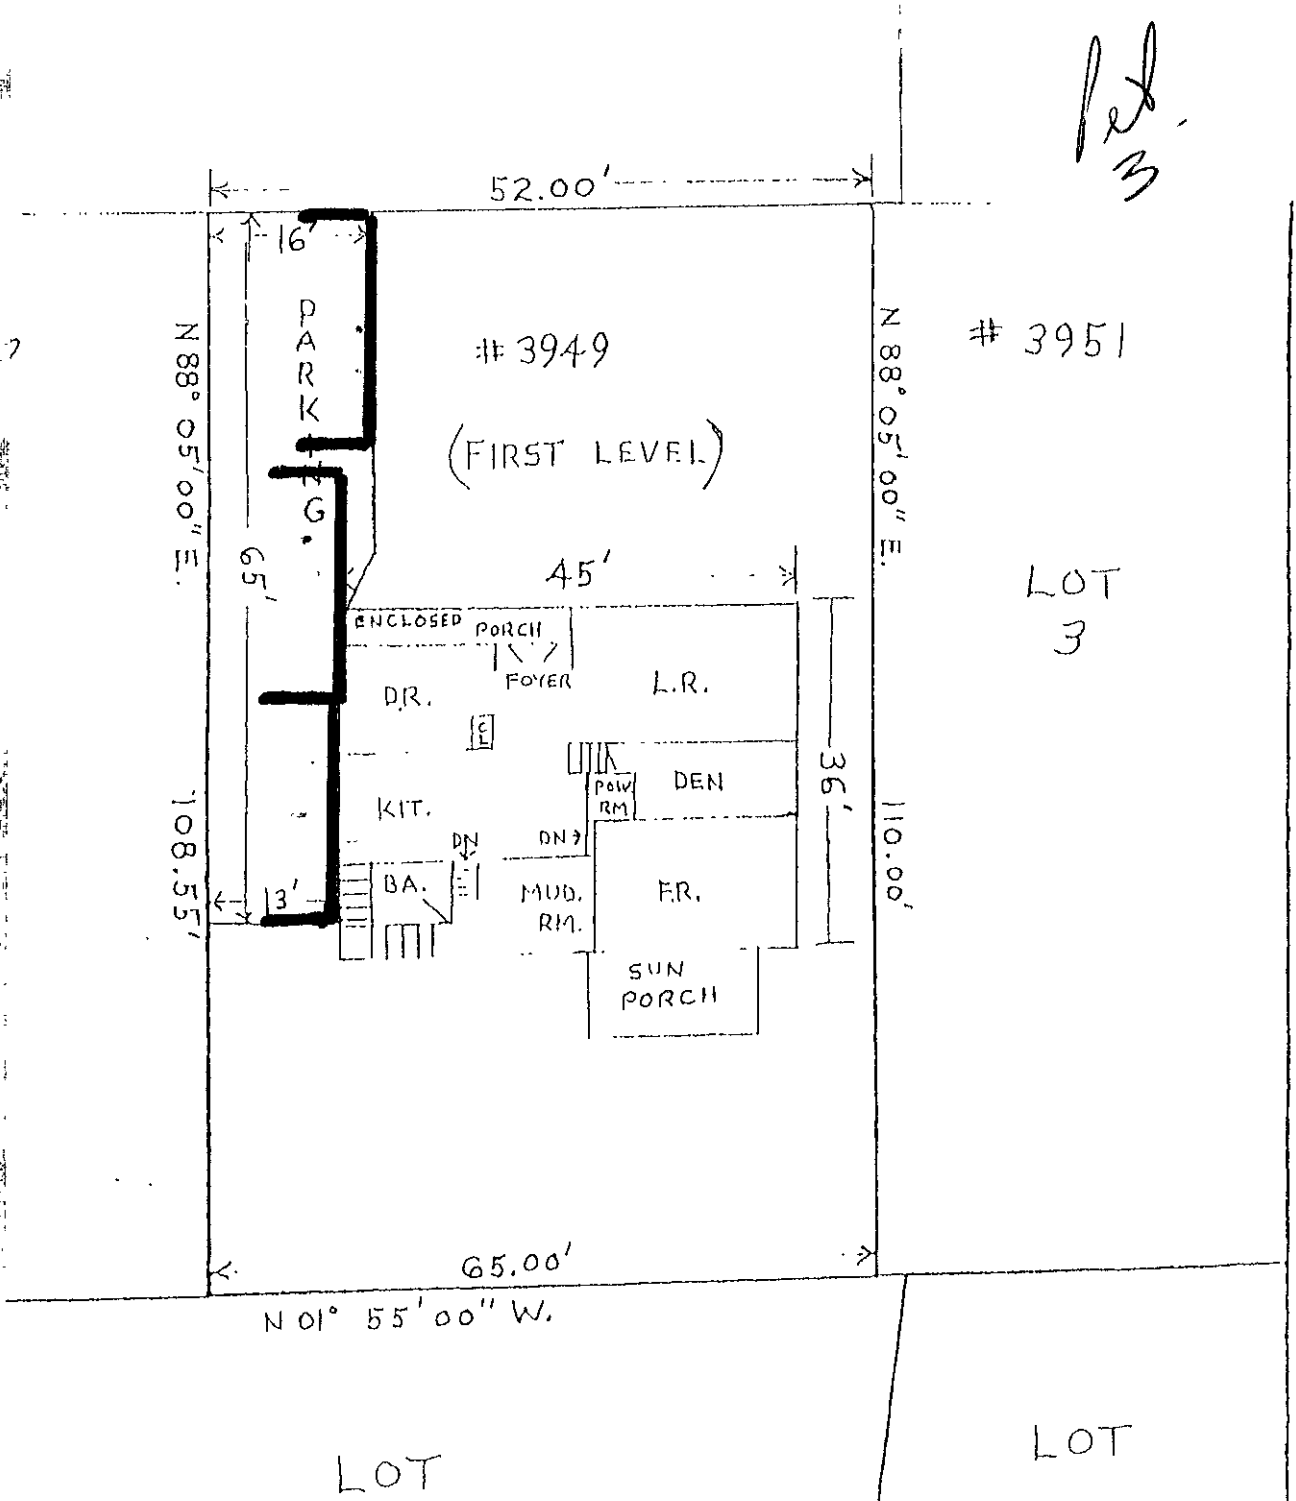 Pet.
3
52.00'
16'
PARKING
# 3949
# 3951
N 88° 05' 00" E.
N 88° 05' 00" E.
(FIRST LEVEL)
65'
45'
LOT
3
ENCLOSED PORCH
FOYER
D.R.
L.R.
CL
36'
POW
RM
DEN
KIT.
DN
DN
108.55'
110.00'
13'
BA.
MUD.
RM.
F.R.
SUN
PORCH
65.00'
N 01° 55' 00" W.
LOT
LOT